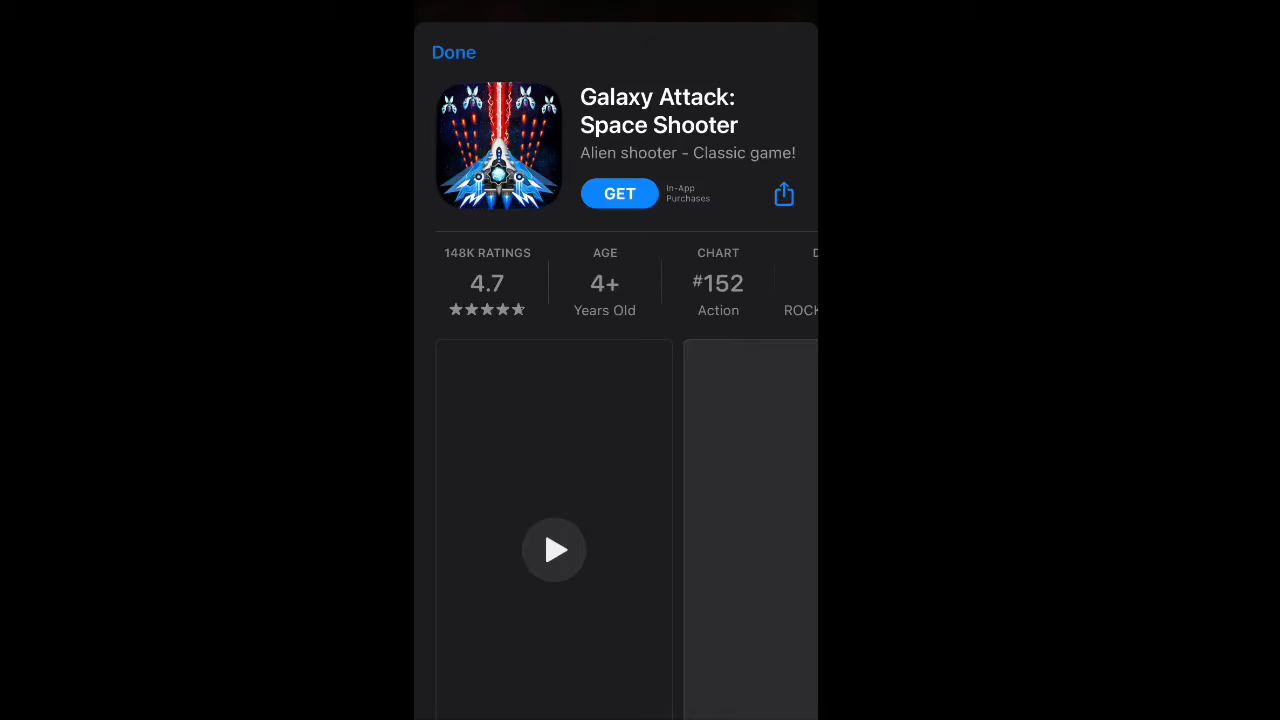 Done
Galaxy Attack:
Space Shooter
Alien shooter - Classic game!
GET
In-App
Purchases
148K RATINGS
AGE
CHART
4.7
4+
#152
Years Old
Action
ROCK